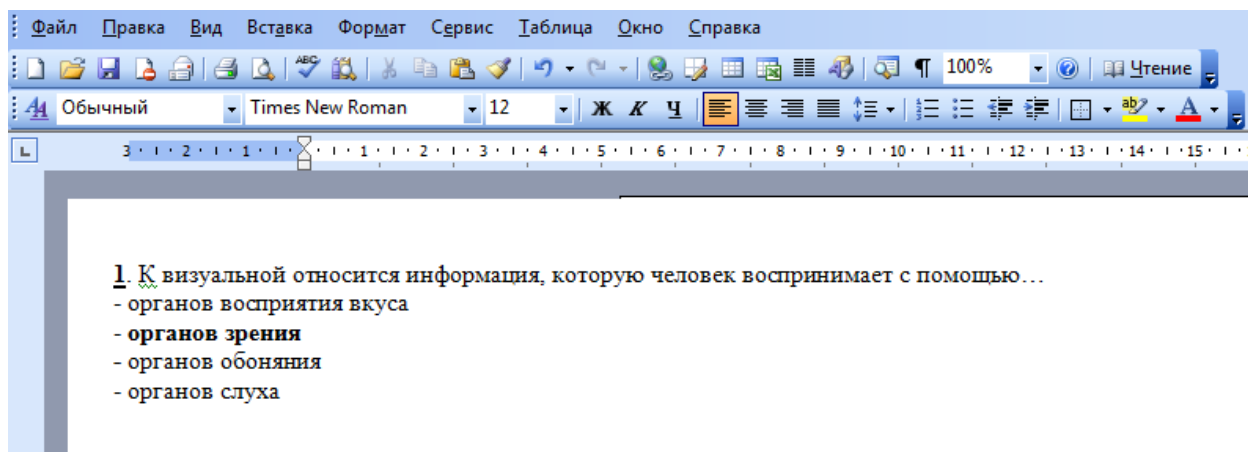 Файл Правка Вид Вставка Формат Сервис Таблица Окно Справка
ABC 100% Чтение
Обычный Times New Roman 12 Ж К Ч ab
3 2 1 1 2 3 4 5 6 7 8 9 10 11 12 13 14 15
1. К визуальной относится информация, которую человек воспринимает с помощью…
- органов восприятия вкуса
- органов зрения
- органов обоняния
- органов слуха